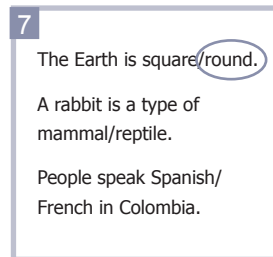 7
The Earth is square/round.
A rabbit is a type of
mammal/reptile.
People speak Spanish/
French in Colombia.